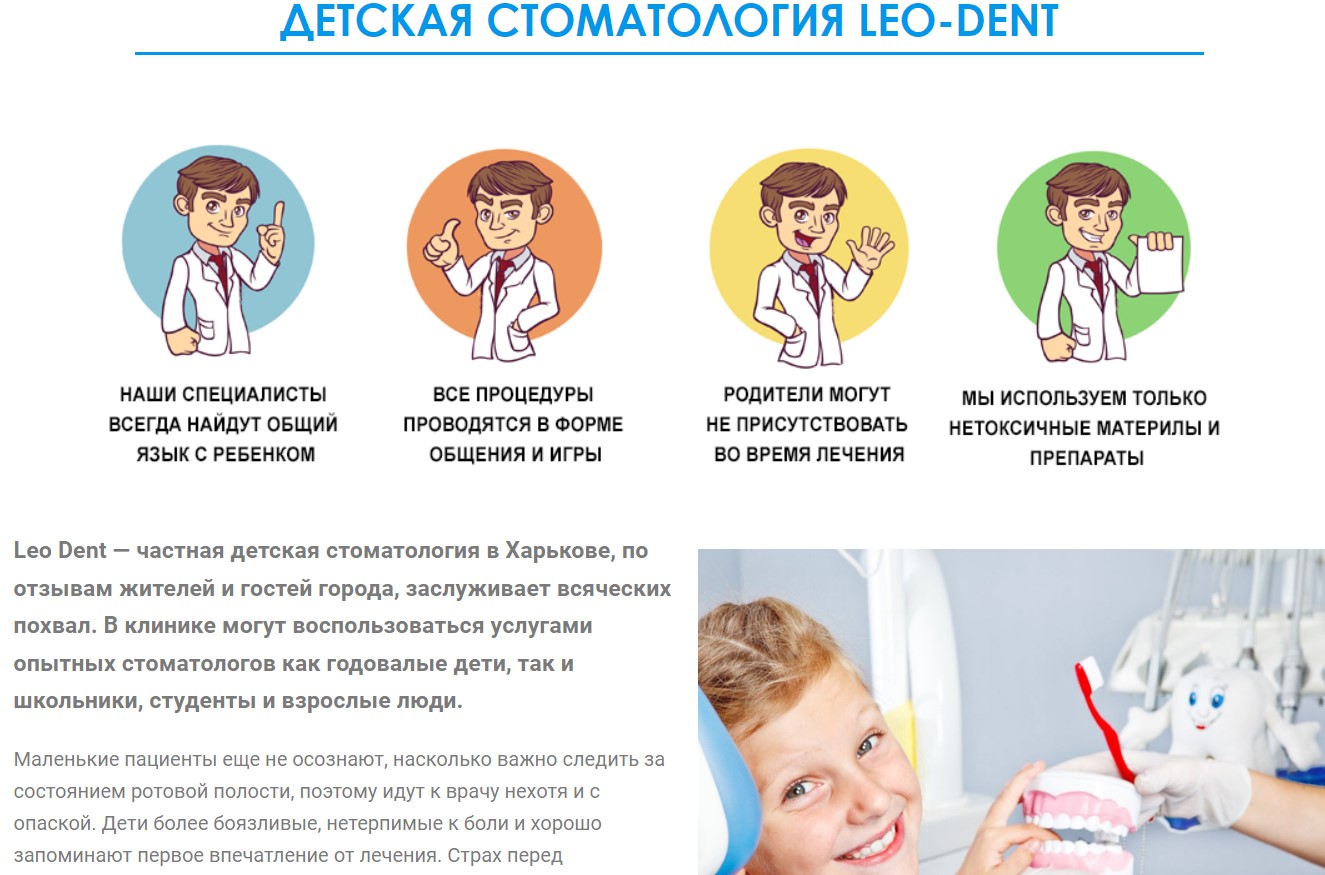 ДЕТСКАЯ СТОМАТОЛОГИЯ LEO-DENT
НАШИ СПЕЦИАЛИСТЫ
ВСЕГДА НАЙДУТ ОБЩИЙ
ЯЗЫК С РЕБЕНКОМ
ВСЕ ПРОЦЕДУРЫ
ПРОВОДЯТСЯ В ФОРМЕ
ОБЩЕНИЯ И ИГРЫ
РОДИТЕЛИ МОГУТ
НЕ ПРИСУТСТВОВАТЬ
ВО ВРЕМЯ ЛЕЧЕНИЯ
МЫ ИСПОЛЬЗУЕМ ТОЛЬКО
НЕТОКСИЧНЫЕ МАТЕРИЛЫ И
ПРЕПАРАТЫ
Leo Dent — частная детская стоматология в Харькове, по
отзывам жителей и гостей города, заслуживает всяческих
похвал. В клинике могут воспользоваться услугами
опытных стоматологов как годовалые дети, так и
школьники, студенты и взрослые люди.
Маленькие пациенты еще не осознают, насколько важно следить за
состоянием ротовой полости, поэтому идут к врачу нехотя и с
опаской. Дети более боязливые, нетерпимые к боли и хорошо
запоминают первое впечатление от лечения. Страх перед